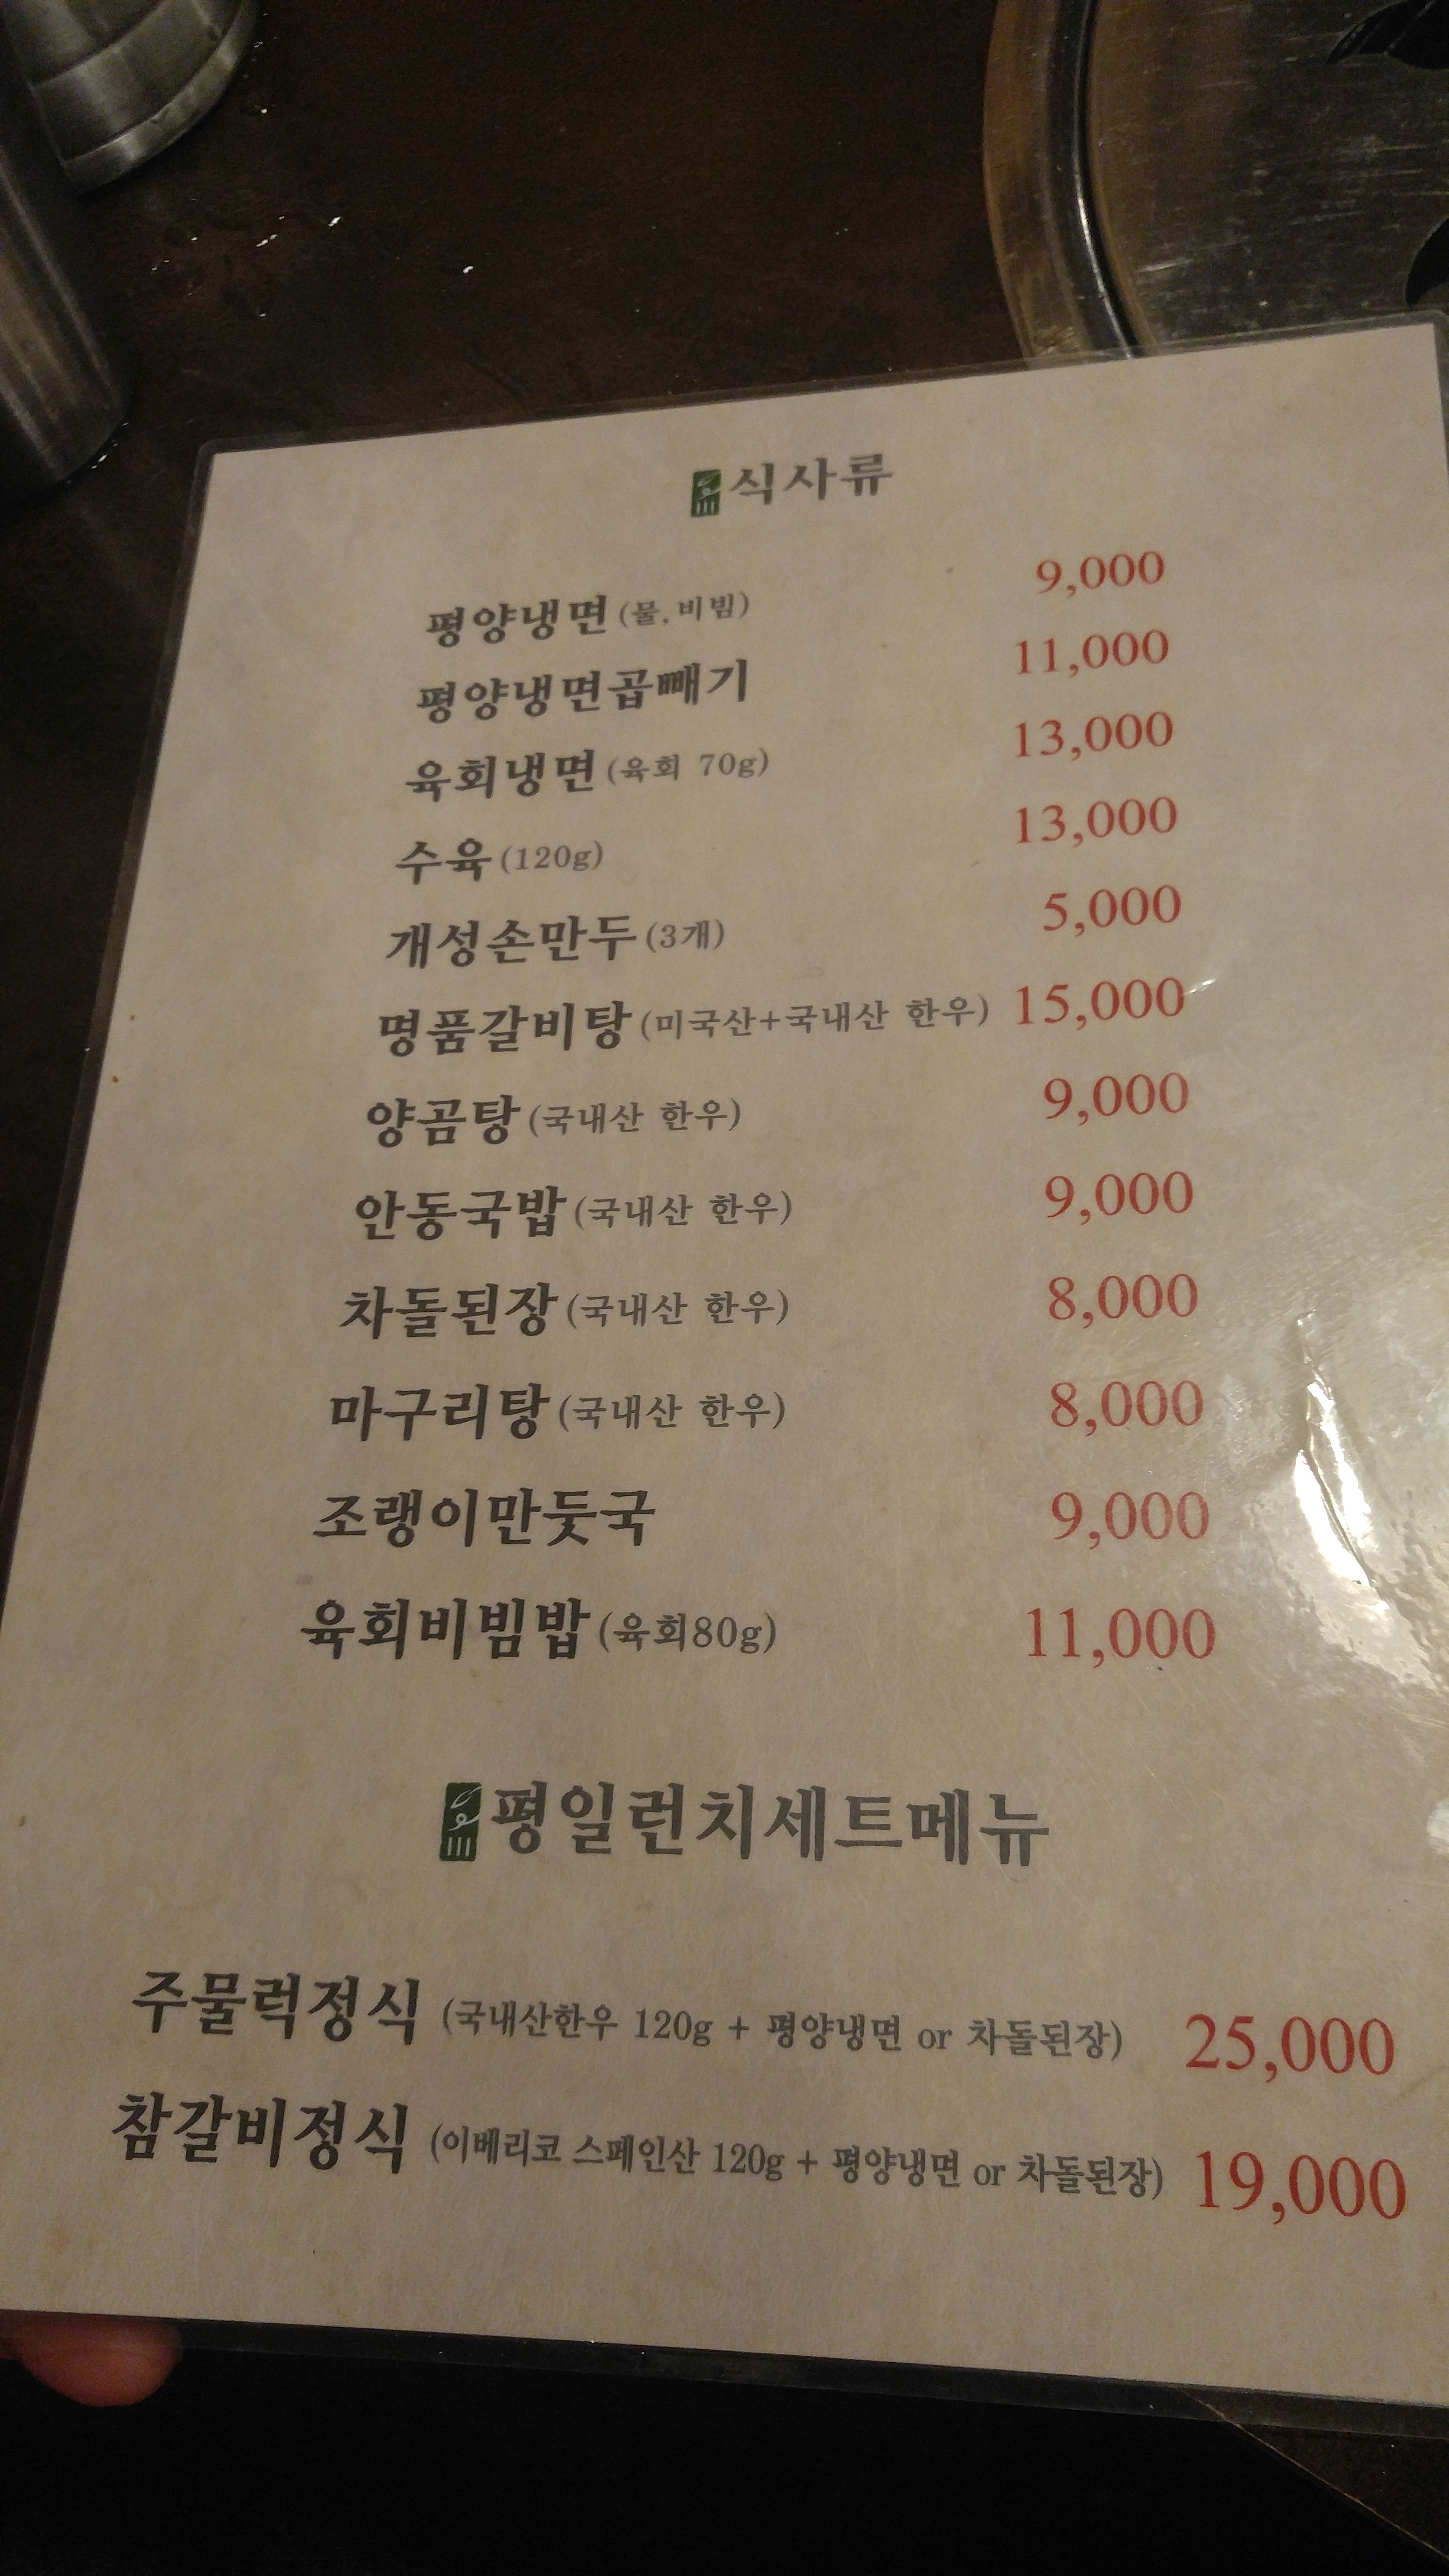 식사류
평양냉면(물,비빔) 9,000
평양냉면곱빼기 11,000
육회냉면(육회 70g) 13,000
수육(120g) 13,000
개성손만두(3개) 5,000
명품갈비탕(미국산+국내산 한우) 15,000
양곰탕(국내산 한우) 9,000
안동국밥(국내산 한우) 9,000
차돌된장(국내산 한우) 8,000
마구리탕(국내산 한우) 8,000
조랭이만둣국 9,000
육회비빔밥(육회80g) 11,000
평일런치세트메뉴
주물럭정식 (국내산한우 120g + 평양냉면 or 차돌된장) 25,000
참갈비정식 (이베리코 스페인산 120g + 평양냉면 or 차돌된장) 19,000